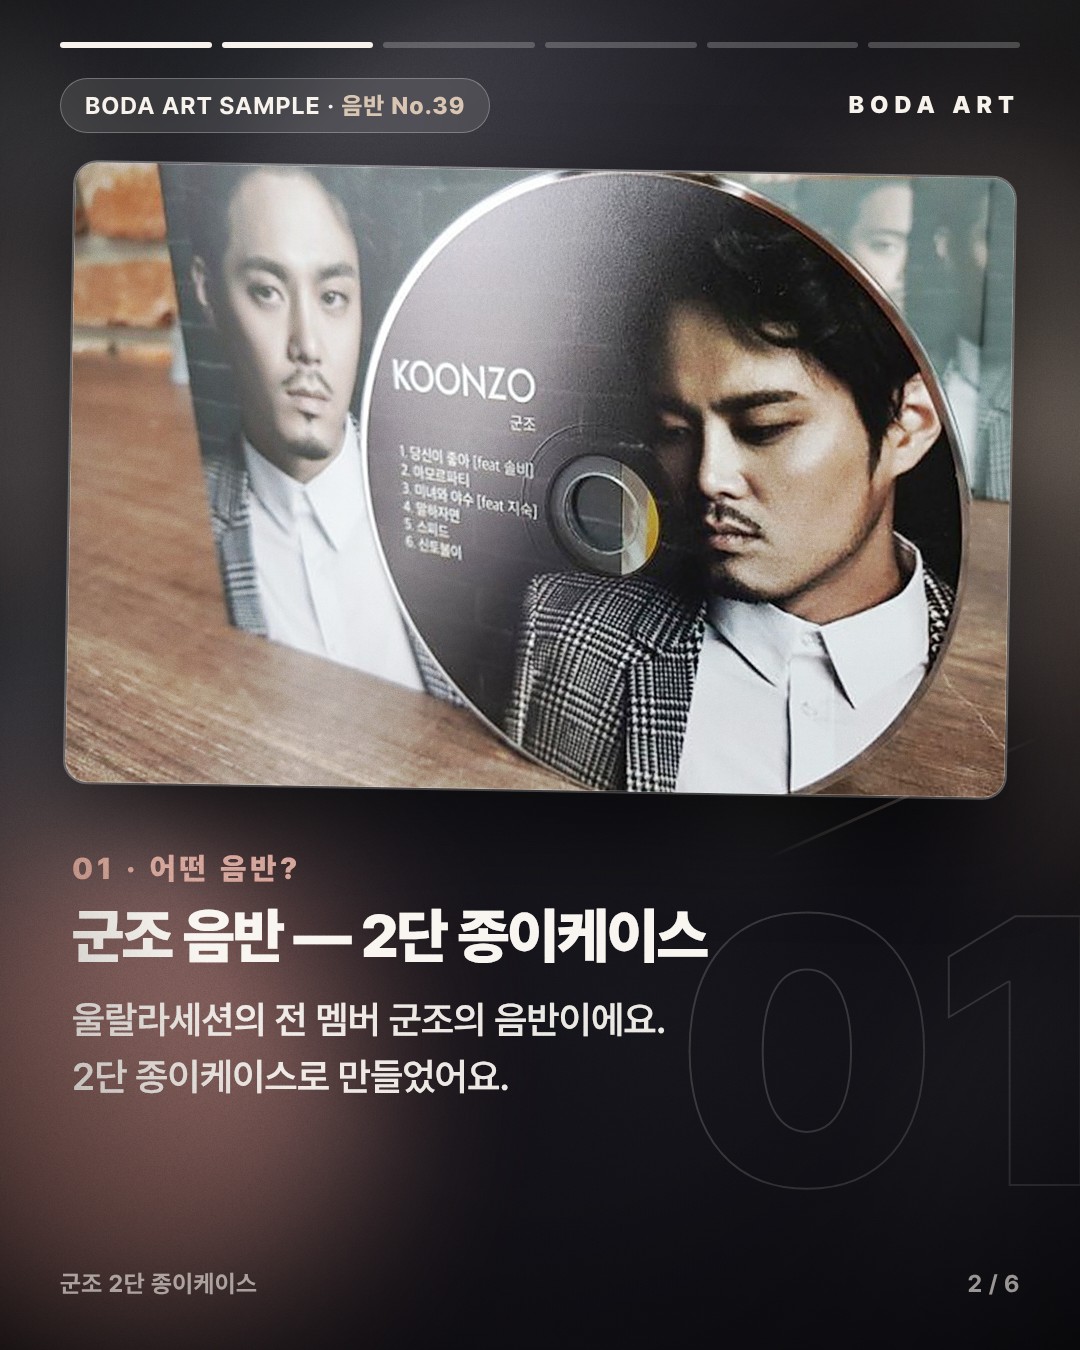 BODA ART SAMPLE · 음반 No.39
BODA ART
KOONZO
군조
1. 당신이 좋아 [feat 솔비]
2. 아모르파티
3. 미녀와 야수 [feat 지숙]
4. 말하자면
5. 스피드
6. 신토불이
01 · 어떤 음반?
군조 음반 — 2단 종이케이스
울랄라세션의 전 멤버 군조의 음반이에요.
2단 종이케이스로 만들었어요.
01
군조 2단 종이케이스
2 / 6